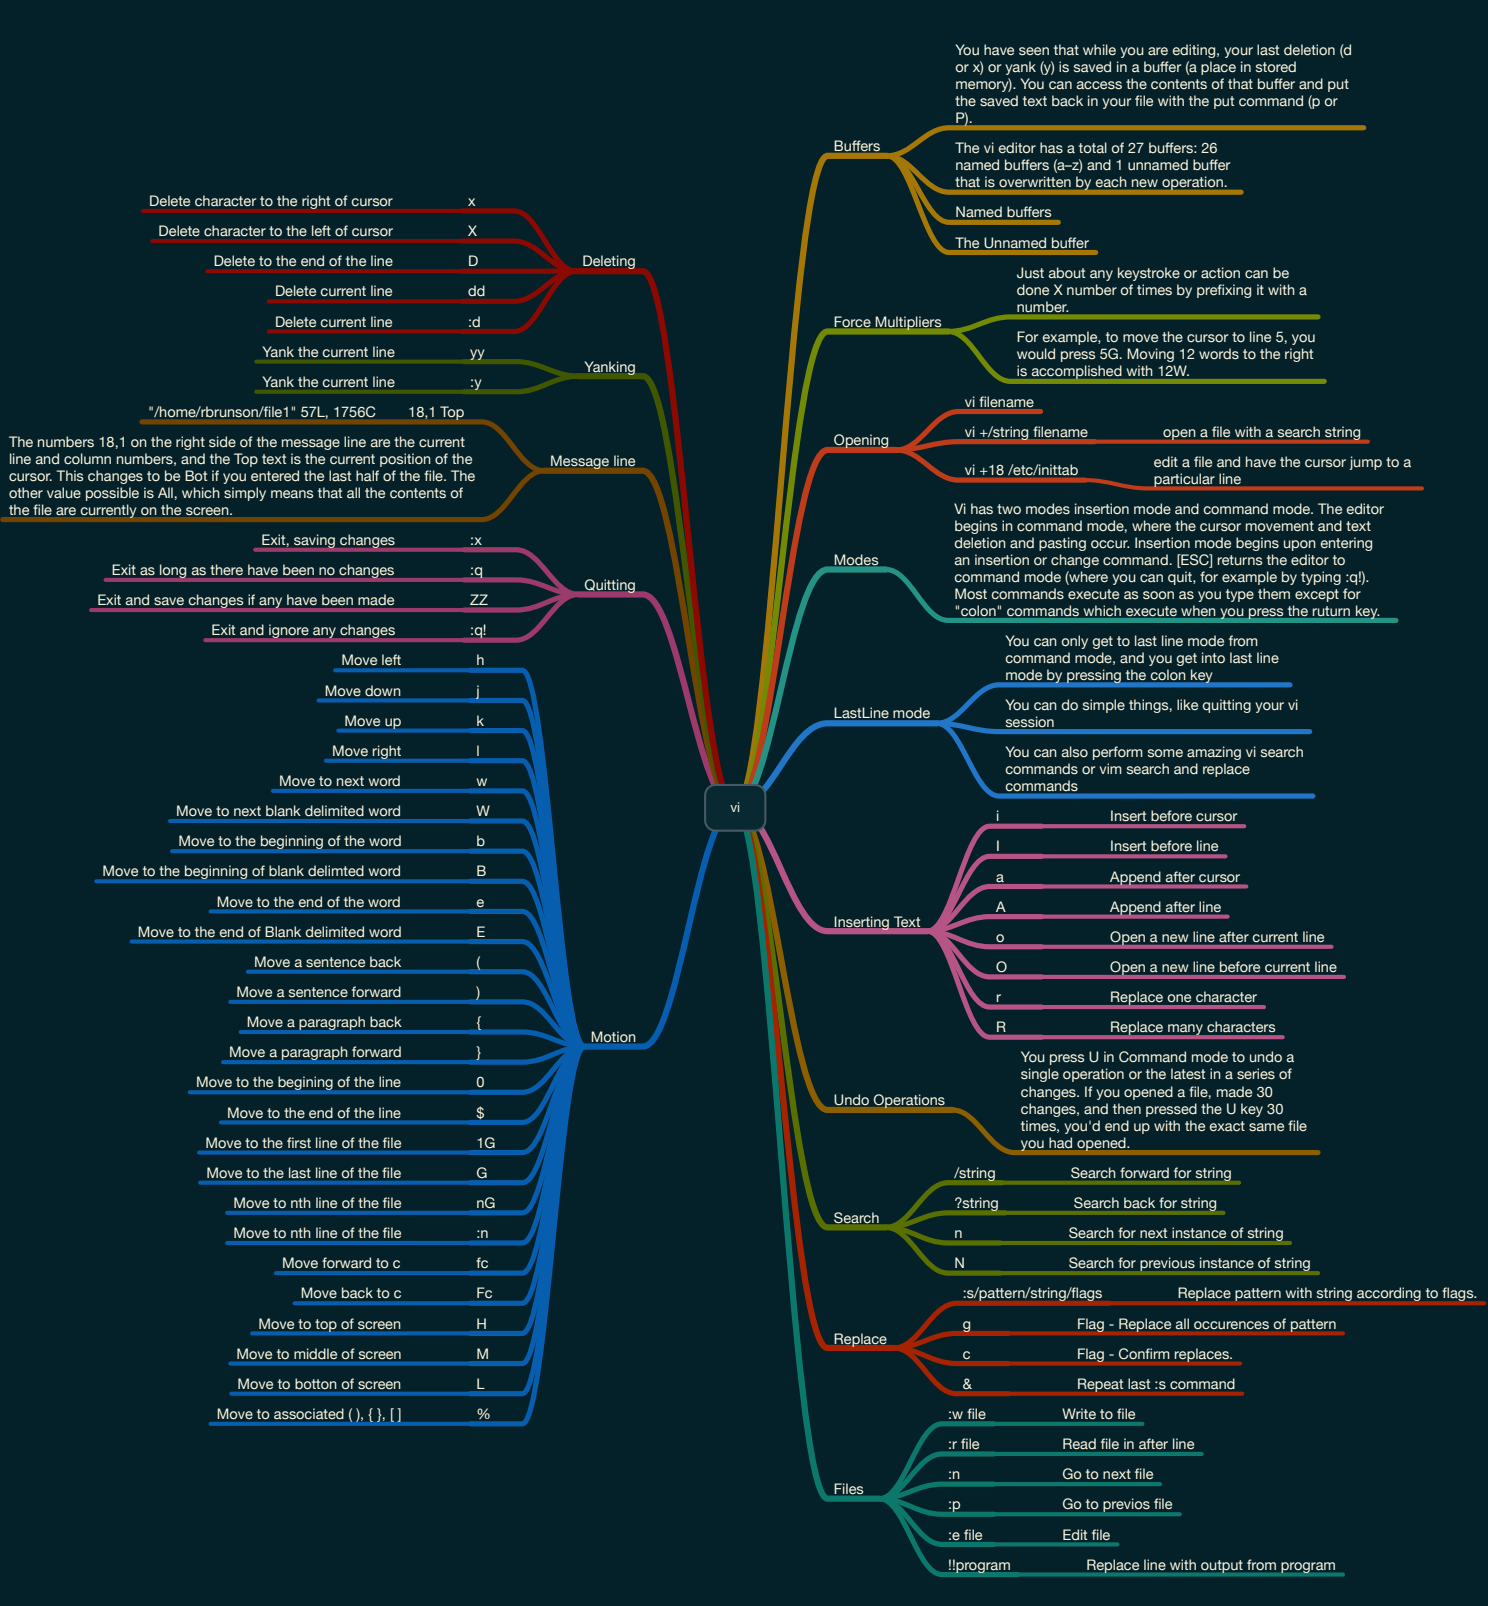 vi
Buffers
You have seen that while you are editing, your last deletion (d
or x) or yank (y) is saved in a buffer (a place in stored
memory). You can access the contents of that buffer and put
the saved text back in your file with the put command (p or
P).
The vi editor has a total of 27 buffers: 26
named buffers (a–z) and 1 unnamed buffer
that is overwritten by each new operation.
Named buffers
The Unnamed buffer
Force Multipliers
Just about any keystroke or action can be
done X number of times by prefixing it with a
number.
For example, to move the cursor to line 5, you
would press 5G. Moving 12 words to the right
is accomplished with 12W.
Opening
vi filename
vi +/string filename open a file with a search string
vi +18 /etc/inittab
edit a file and have the cursor jump to a
particular line
Modes
Vi has two modes insertion mode and command mode. The editor
begins in command mode, where the cursor movement and text
deletion and pasting occur. Insertion mode begins upon entering
an insertion or change command. [ESC] returns the editor to
command mode (where you can quit, for example by typing :q!).
Most commands execute as soon as you type them except for
"colon" commands which execute when you press the ruturn key.
LastLine mode
You can only get to last line mode from
command mode, and you get into last line
mode by pressing the colon key
You can do simple things, like quitting your vi
session
You can also perform some amazing vi search
commands or vim search and replace
commands
Inserting Text
i Insert before cursor
I Insert before line
a Append after cursor
A Append after line
o Open a new line after current line
O Open a new line before current line
r Replace one character
R Replace many characters
Undo Operations
You press U in Command mode to undo a
single operation or the latest in a series of
changes. If you opened a file, made 30
changes, and then pressed the U key 30
times, you'd end up with the exact same file
you had opened.
Search
/string Search forward for string
?string Search back for string
n Search for next instance of string
N Search for previous instance of string
Replace
:s/pattern/string/flags Replace pattern with string according to flags.
g Flag - Replace all occurences of pattern
c Flag - Confirm replaces.
& Repeat last :s command
Files
:w file Write to file
:r file Read file in after line
:n Go to next file
:p Go to previos file
:e file Edit file
!!program Replace line with output from program
Deleting
Delete character to the right of cursor x
Delete character to the left of cursor X
Delete to the end of the line D
Delete current line dd
Delete current line :d
Yanking
Yank the current line yy
Yank the current line :y
Message line
"/home/rbrunson/file1" 57L, 1756C 18,1 Top
The numbers 18,1 on the right side of the message line are the current
line and column numbers, and the Top text is the current position of the
cursor. This changes to be Bot if you entered the last half of the file. The
other value possible is All, which simply means that all the contents of
the file are currently on the screen.
Quitting
Exit, saving changes :x
Exit as long as there have been no changes :q
Exit and save changes if any have been made ZZ
Exit and ignore any changes :q!
Motion
Move left h
Move down j
Move up k
Move right l
Move to next word w
Move to next blank delimited word W
Move to the beginning of the word b
Move to the beginning of blank delimted word B
Move to the end of the word e
Move to the end of Blank delimited word E
Move a sentence back (
Move a sentence forward )
Move a paragraph back {
Move a paragraph forward }
Move to the begining of the line 0
Move to the end of the line $
Move to the first line of the file 1G
Move to the last line of the file G
Move to nth line of the file nG
Move to nth line of the file :n
Move forward to c fc
Move back to c Fc
Move to top of screen H
Move to middle of screen M
Move to botton of screen L
Move to associated ( ), { }, [ ] %